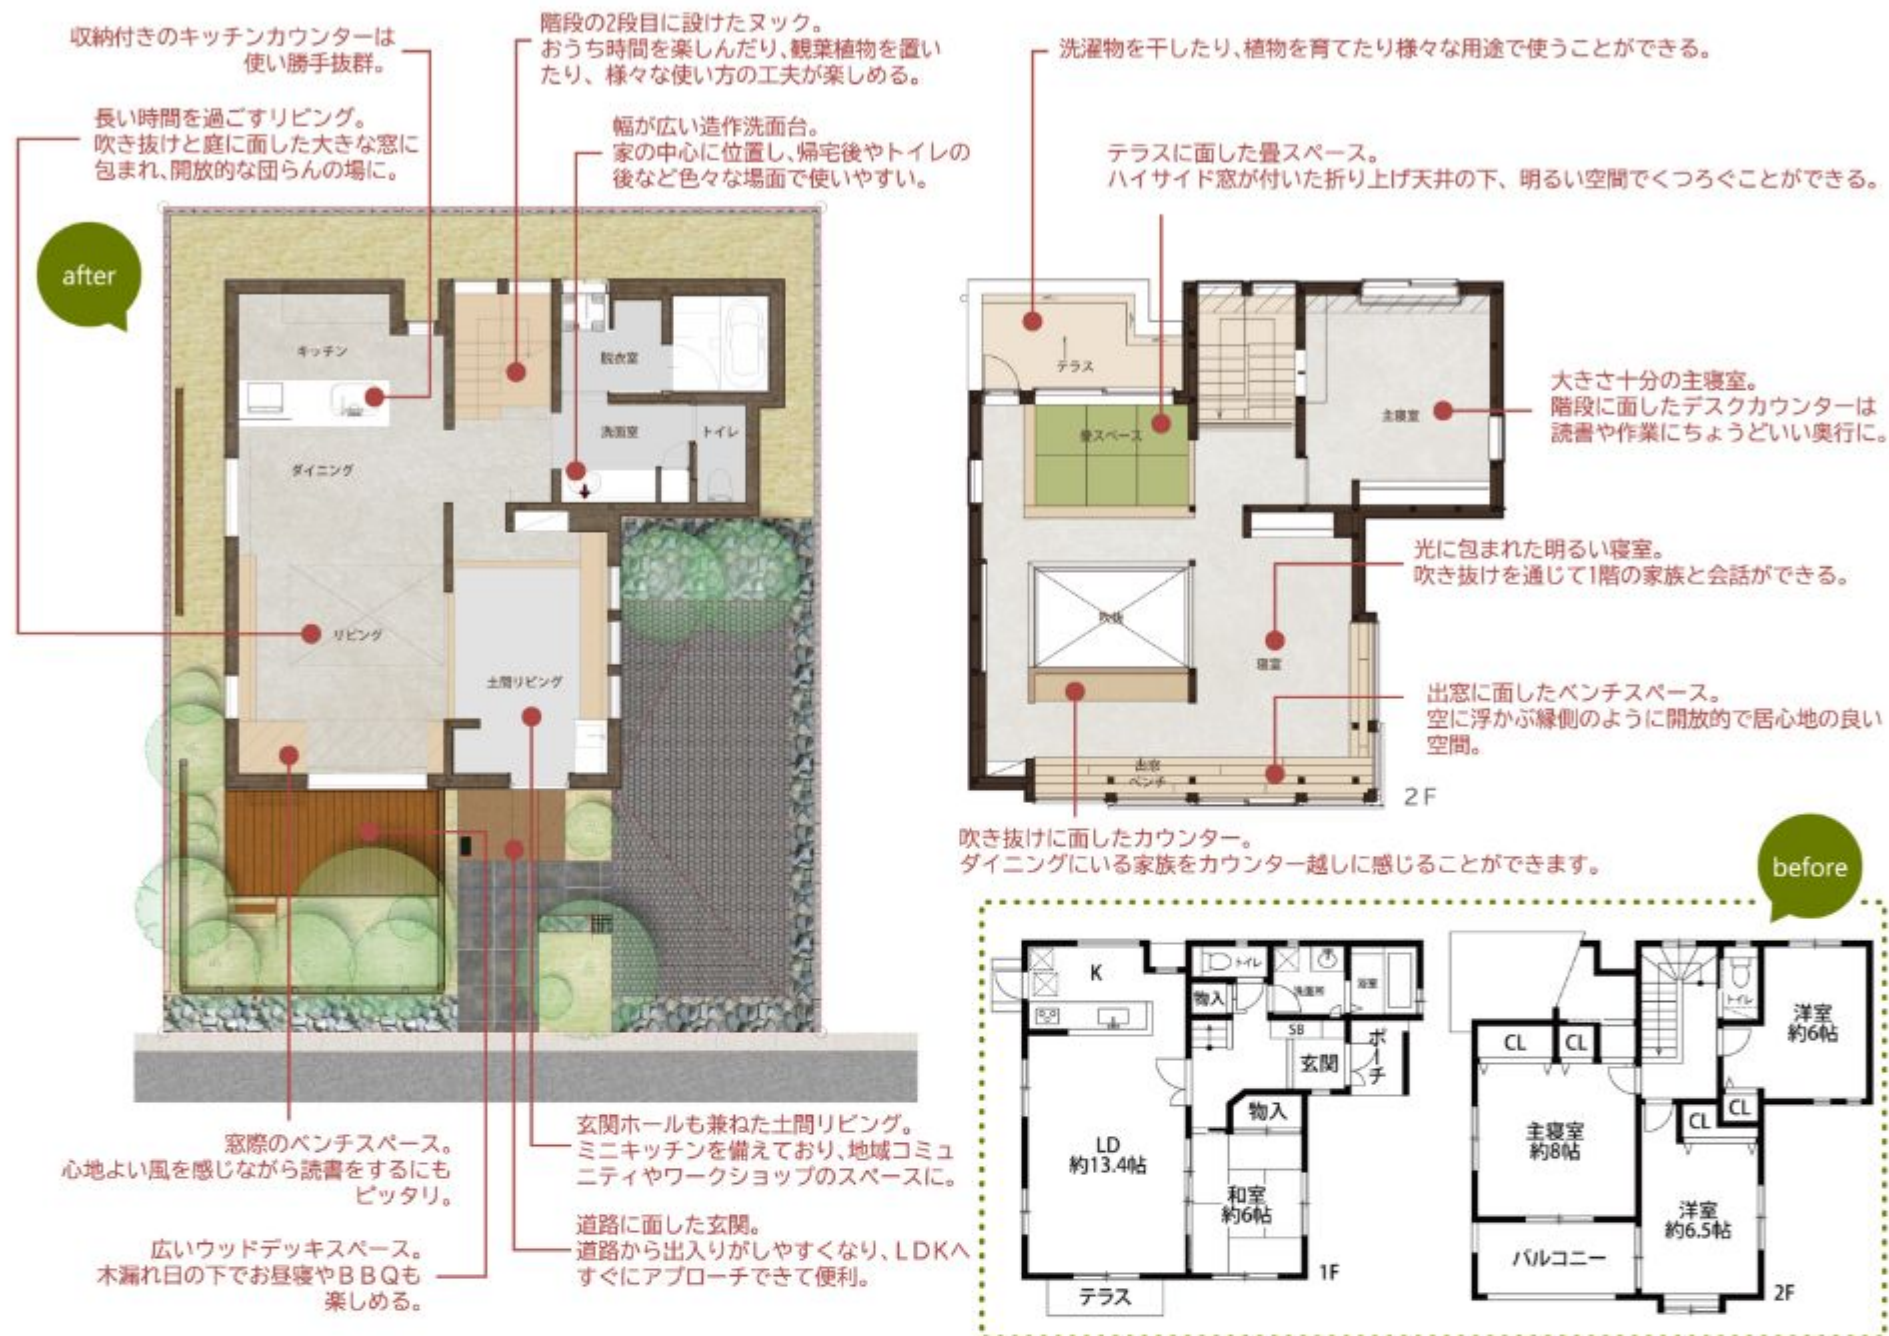 収納付きのキッチンカウンターは
使い勝手抜群。
階段の2段目に設けたヌック。
おうち時間を楽しんだり、観葉植物を置い
たり、様々な使い方の工夫が楽しめる。
長い時間を過ごすリビング。
吹き抜けと庭に面した大きな窓に
包まれ、開放的な団らんの場に。
幅が広い造作洗面台。
家の中心に位置し、帰宅後やトイレの
後など色々な場面で使いやすい。
洗濯物を干したり、植物を育てたり様々な用途で使うことができる。
テラスに面した畳スペース。
ハイサイド窓が付いた折り上げ天井の下、明るい空間でくつろぐことができる。
after
キッチン
脱衣室
洗面室
トイレ
ダイニング
リビング
土間リビング
テラス
畳スペース
主寝室
吹抜
寝室
出窓
ベンチ
2F
大きさ十分の主寝室。
階段に面したデスクカウンターは
読書や作業にちょうどいい奥行に。
光に包まれた明るい寝室。
吹き抜けを通じて1階の家族と会話ができる。
出窓に面したベンチスペース。
空に浮かぶ縁側のように開放的で居心地の良い
空間。
吹き抜けに面したカウンター。
ダイニングにいる家族をカウンター越しに感じることができます。
窓際のベンチスペース。
心地よい風を感じながら読書をするにも
ピッタリ。
広いウッドデッキスペース。
木漏れ日の下でお昼寝やBBQも
楽しめる。
玄関ホールも兼ねた土間リビング。
ミニキッチンを備えており、地域コミュ
ニティやワークショップのスペースに。
道路に面した玄関。
道路から出入りがしやすくなり、LDKへ
すぐにアプローチできて便利。
before
K
トイレ
洗面所
浴室
物入
SB
玄関
ポーチ
物入
LD
約13.4帖
和室
約6帖
テラス
1F
トイレ
洋室
約6帖
CL
CL
CL
CL
主寝室
約8帖
洋室
約6.5帖
バルコニー
2F